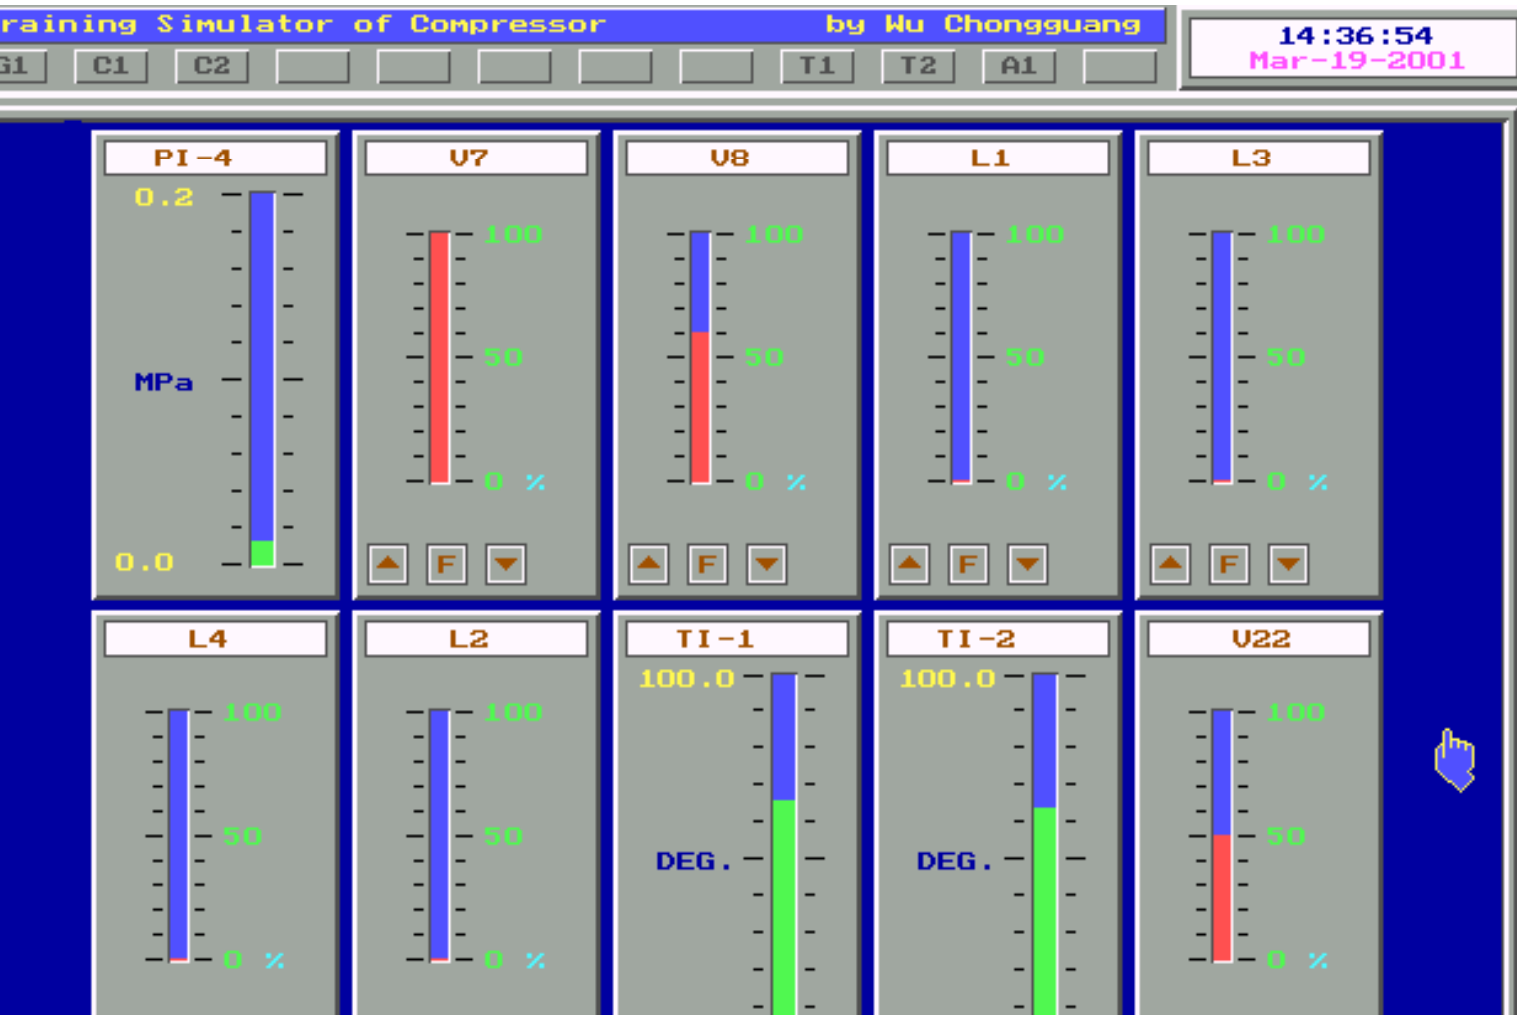 raining Simulator of Compressor by Wu Chongguang
14:36:54
Mar-19-2001
G1 C1 C2 T1 T2 A1
PI-4 V7 V8 L1 L3
0.2
100 100 100 100
MPa 50 50 50 50
0 % 0 % 0 % 0 %
0.0 F F F F
L4 L2 TI-1 TI-2 V22
100.0 100.0
100 100 100
50 50 DEG. DEG. 50
0 % 0 % 0 %